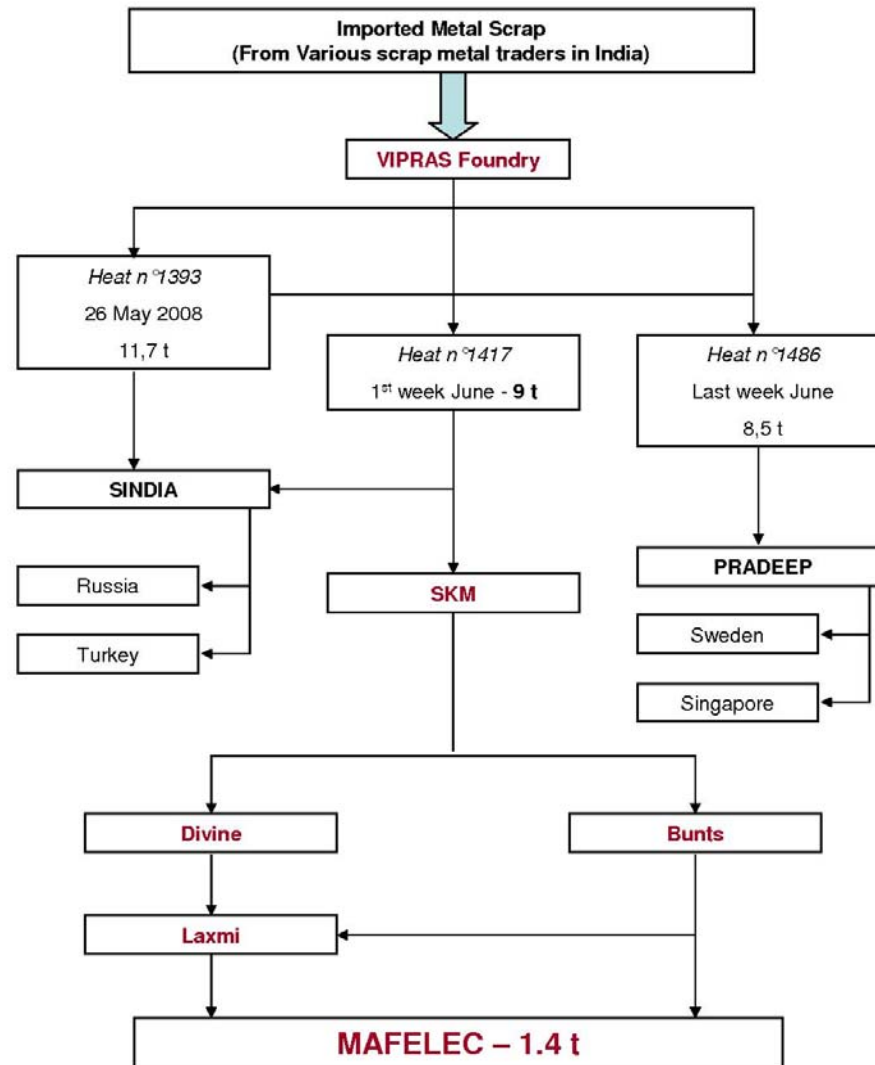 Imported Metal Scrap
(From Various scrap metal traders in India)
VIPRAS Foundry
Heat n°1393
26 May 2008
11,7 t
Heat n°1417
1st week June - 9 t
Heat n°1486
Last week June
8,5 t
SINDIA
Russia
Turkey
SKM
PRADEEP
Sweden
Singapore
Divine
Bunts
Laxmi
MAFELEC – 1.4 t